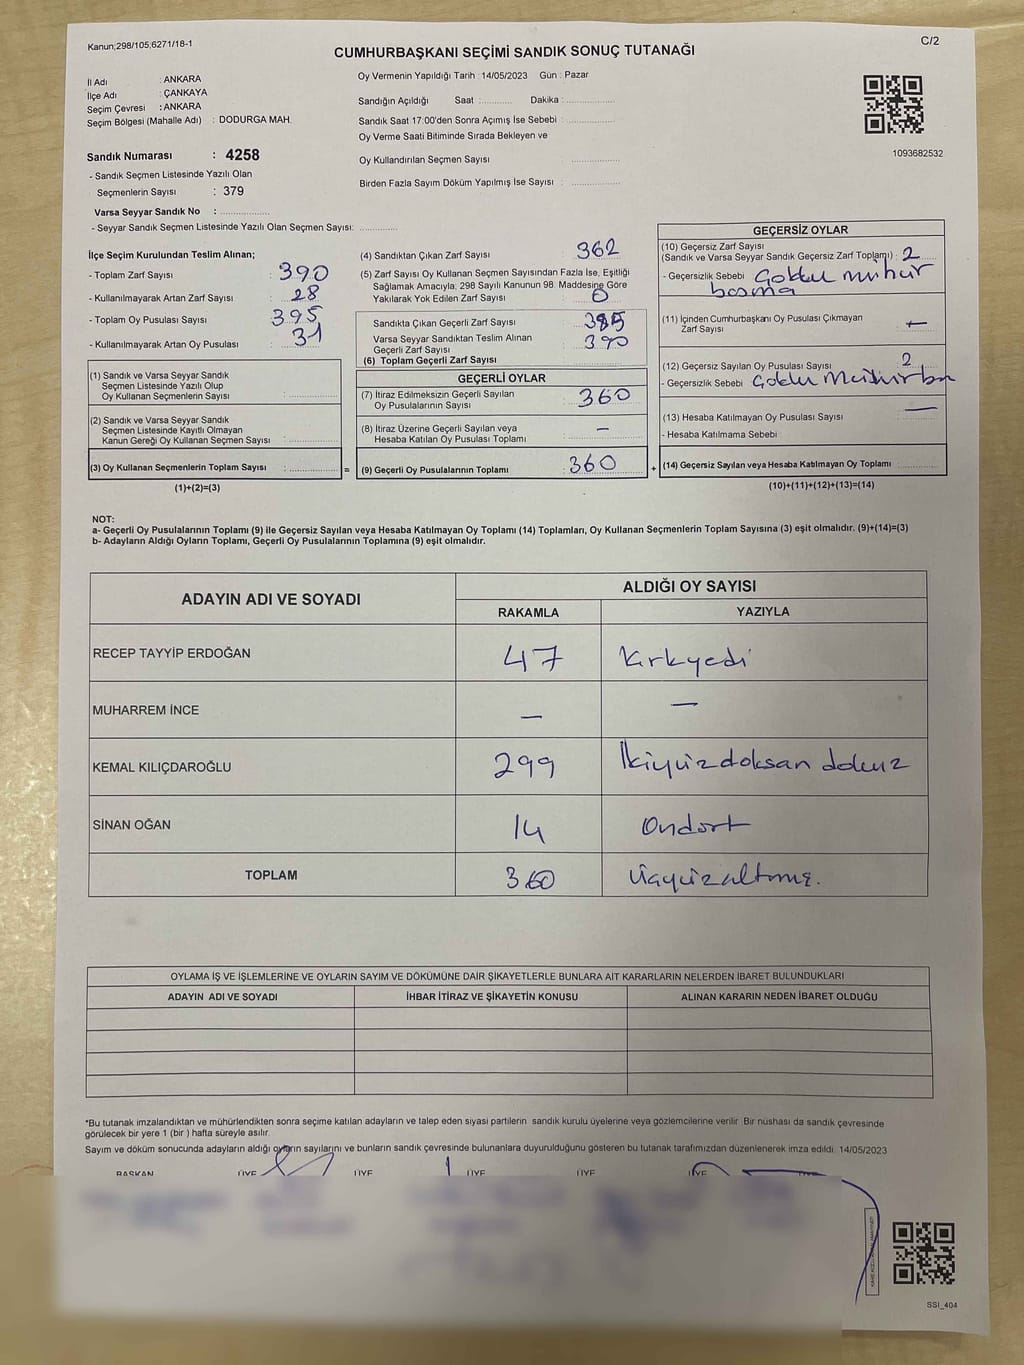 Kanun;298/105;6271/18-1
C/2
CUMHURBAŞKANI SEÇİMİ SANDIK SONUÇ TUTANAĞI
İl Adı : ANKARA
İlçe Adı : ÇANKAYA
Seçim Çevresi : ANKARA
Seçim Bölgesi (Mahalle Adı) : DODURGA MAH.
Sandık Numarası : 4258
- Sandık Seçmen Listesinde Yazılı Olan
Seçmenlerin Sayısı : 379
Varsa Seyyar Sandık No :
- Seyyar Sandık Seçmen Listesinde Yazılı Olan Seçmen Sayısı:
Oy Vermenin Yapıldığı Tarih : 14/05/2023 Gün : Pazar
Sandığın Açıldığı Saat : Dakika :
Sandık Saat 17:00'den Sonra Açımış İse Sebebi :
Oy Verme Saati Bitiminde Sırada Bekleyen ve
Oy Kullandırılan Seçmen Sayısı :
Birden Fazla Sayım Döküm Yapılmış İse Sayısı :
1093682532
İlçe Seçim Kurulundan Teslim Alınan;
- Toplam Zarf Sayısı : 390
- Kullanılmayarak Artan Zarf Sayısı : 28
- Toplam Oy Pusulası Sayısı : 395
- Kullanılmayarak Artan Oy Pusulası : 31
(1) Sandık ve Varsa Seyyar Sandık
Seçmen Listesinde Yazılı Olup
Oy Kullanan Seçmenlerin Sayısı :
(2) Sandık ve Varsa Seyyar Sandık
Seçmen Listesinde Kayıtlı Olmayan
Kanun Gereği Oy Kullanan Seçmen Sayısı :
(3) Oy Kullanan Seçmenlerin Toplam Sayısı : =
(1)+(2)=(3)
(4) Sandıktan Çıkan Zarf Sayısı : 362
(5) Zarf Sayısı Oy Kullanan Seçmen Sayısından Fazla İse, Eşitliği
Sağlamak Amacıyla; 298 Sayılı Kanunun 98. Maddesine Göre
Yakılarak Yok Edilen Zarf Sayısı : 0
Sandıkta Çıkan Geçerli Zarf Sayısı :
Varsa Seyyar Sandıktan Teslim Alınan
Geçerli Zarf Sayısı : 390
(6) Toplam Geçerli Zarf Sayısı
GEÇERLİ OYLAR
(7) İtiraz Edilmeksizin Geçerli Sayılan
Oy Pusulalarının Sayısı : 360
(8) İtiraz Üzerine Geçerli Sayılan veya
Hesaba Katılan Oy Pusulası Toplamı : —
(9) Geçerli Oy Pusulalarının Toplamı : 360 +
GEÇERSİZ OYLAR
(10) Geçersiz Zarf Sayısı
(Sandık ve Varsa Seyyar Sandık Geçersiz Zarf Toplamı) : 2
- Geçersizlik Sebebi Çoklu mühür
basma
(11) İçinden Cumhurbaşkanı Oy Pusulası Çıkmayan
Zarf Sayısı : —
(12) Geçersiz Sayılan Oy Pusulası Sayısı 2
- Geçersizlik Sebebi Çoklu
(13) Hesaba Katılmayan Oy Pusulası Sayısı : —
- Hesaba Katılmama Sebebi :
(14) Geçersiz Sayılan veya Hesaba Katılmayan Oy Toplamı :
(10)+(11)+(12)+(13)=(14)
NOT:
a- Geçerli Oy Pusulalarının Toplamı (9) ile Geçersiz Sayılan veya Hesaba Katılmayan Oy Toplamı (14) Toplamları, Oy Kullanan Seçmenlerin Toplam Sayısına (3) eşit olmalıdır. (9)+(14)=(3)
b- Adayların Aldığı Oyların Toplamı, Geçerli Oy Pusulalarının Toplamına (9) eşit olmalıdır.
ADAYIN ADI VE SOYADI
ALDIĞI OY SAYISI
RAKAMLA YAZIYLA
RECEP TAYYİP ERDOĞAN 47 Kırkyedi
MUHARREM İNCE — —
KEMAL KILIÇDAROĞLU 299 İkiyüzdoksan dokuz
SİNAN OĞAN 14 Ondört
TOPLAM 360 Üçyüzaltmış.
OYLAMA İŞ VE İŞLEMLERİNE VE OYLARIN SAYIM VE DÖKÜMÜNE DAİR ŞİKAYETLERLE BUNLARA AİT KARARLARIN NELERDEN İBARET BULUNDUKLARI
ADAYIN ADI VE SOYADI İHBAR İTİRAZ VE ŞİKAYETİN KONUSU ALINAN KARARIN NEDEN İBARET OLDUĞU
*Bu tutanak imzalandıktan ve mühürlendikten sonra seçime katılan adayların ve talep eden siyasi partilerin sandık kurulu üyelerine veya gözlemcilerine verilir. Bir nüshası da sandık çevresinde
görülecek bir yere 1 (bir ) hafta süreyle asılır.
Sayım ve döküm sonucunda adayların aldığı oyların sayılarını ve bunların sandık çevresinde bulunanlara duyurulduğunu gösteren bu tutanak tarafımızdan düzenlenerek imza edildi. 14/05/2023
BAŞKAN ÜYE ÜYE ÜYE ÜYE ÜYE
SSI_404